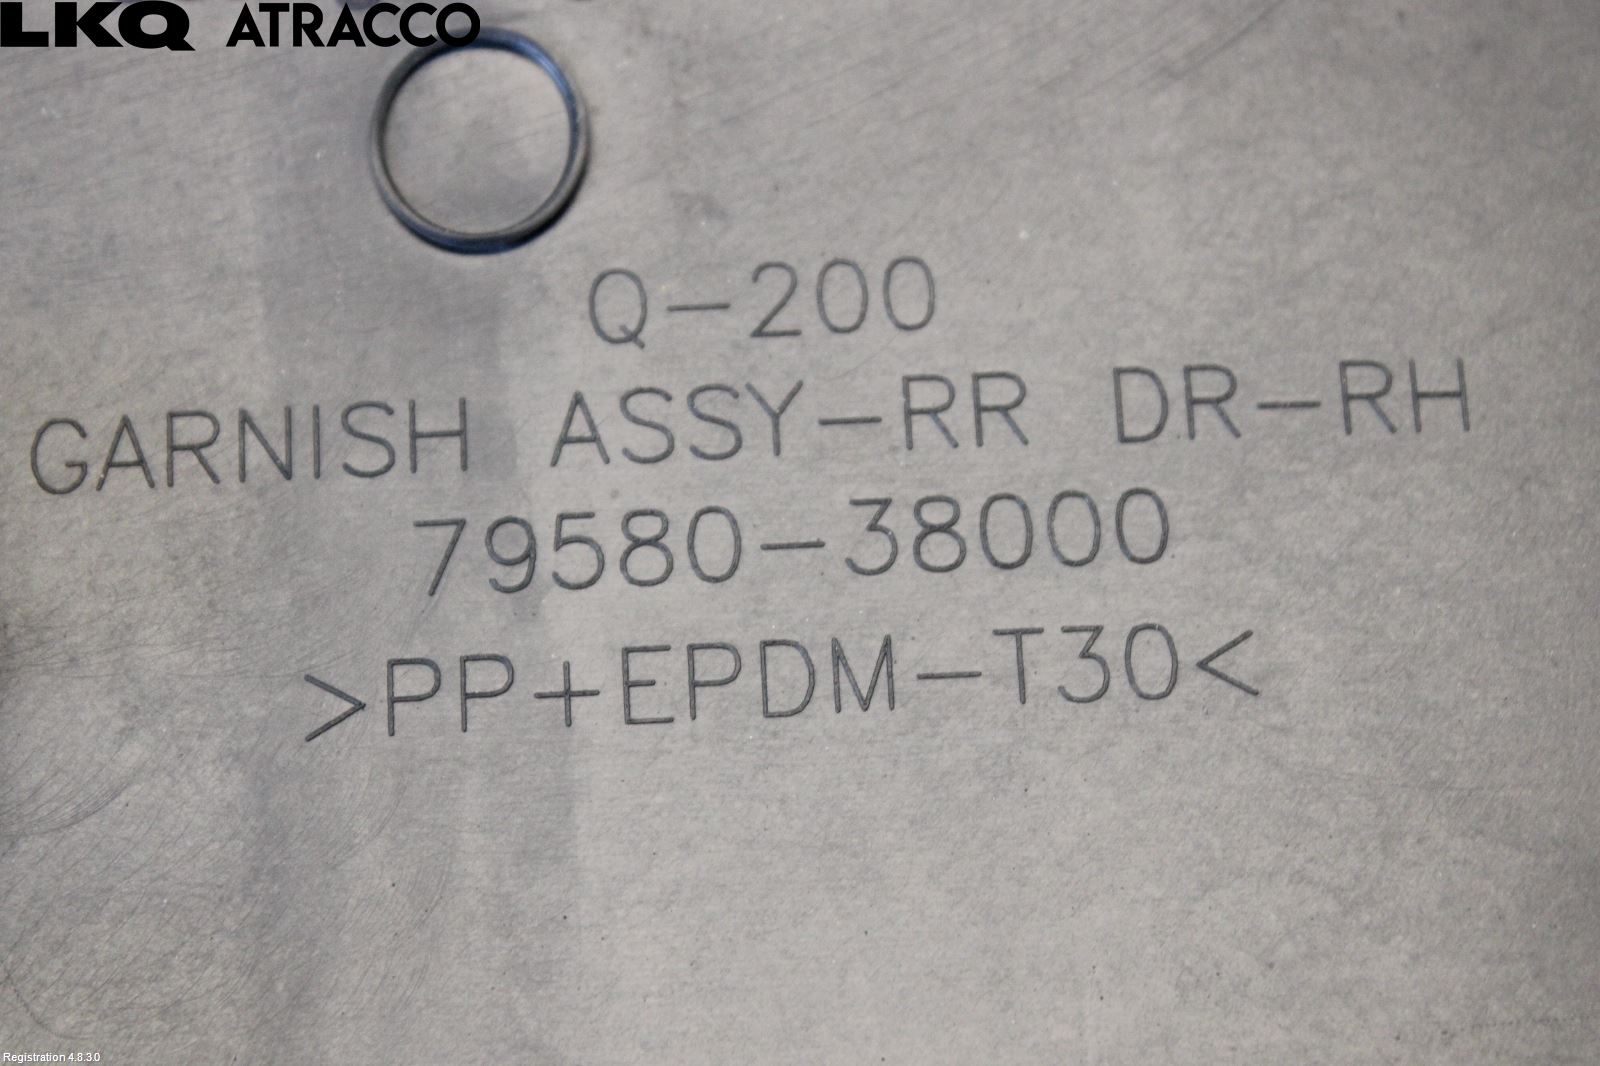 LKQ ATRACCO
Q-200
GARNISH ASSY-RR DR-RH
79580-38000
>PP+EPDM-T30<
Registration 4.8.3.0